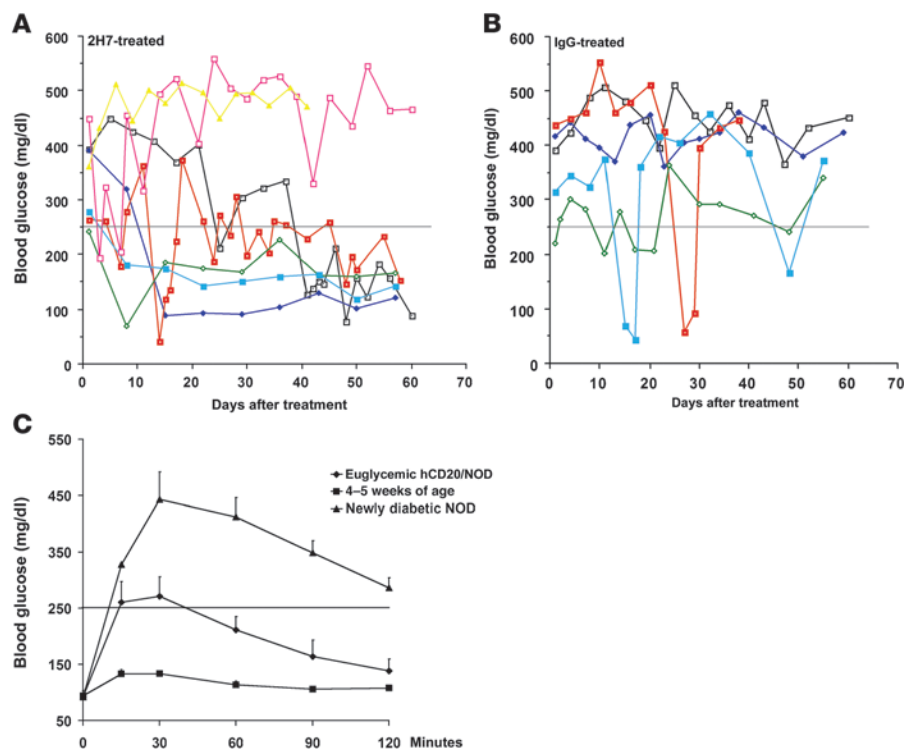 A
2H7-treated
Blood glucose (mg/dl)
600
500
400
300
200
100
0
0 10 20 30 40 50 60 70
Days after treatment
B
IgG-treated
Blood glucose (mg/dl)
600
500
400
300
200
100
0
0 10 20 30 40 50 60 70
Days after treatment
C
Blood glucose (mg/dl)
550
450
350
250
150
50
Euglycemic hCD20/NOD
4–5 weeks of age
Newly diabetic NOD
0 30 60 90 120 Minutes